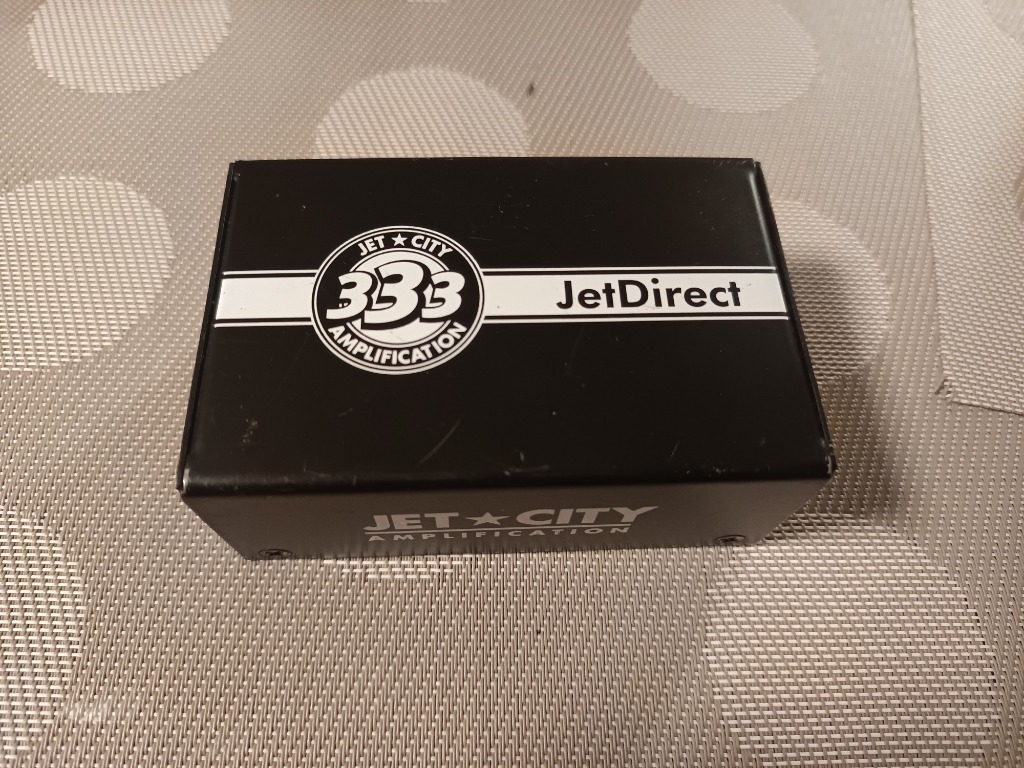 JET ★ CITY
333
AMPLIFICATION
JetDirect
JET★CITY
AMPLIFICATION